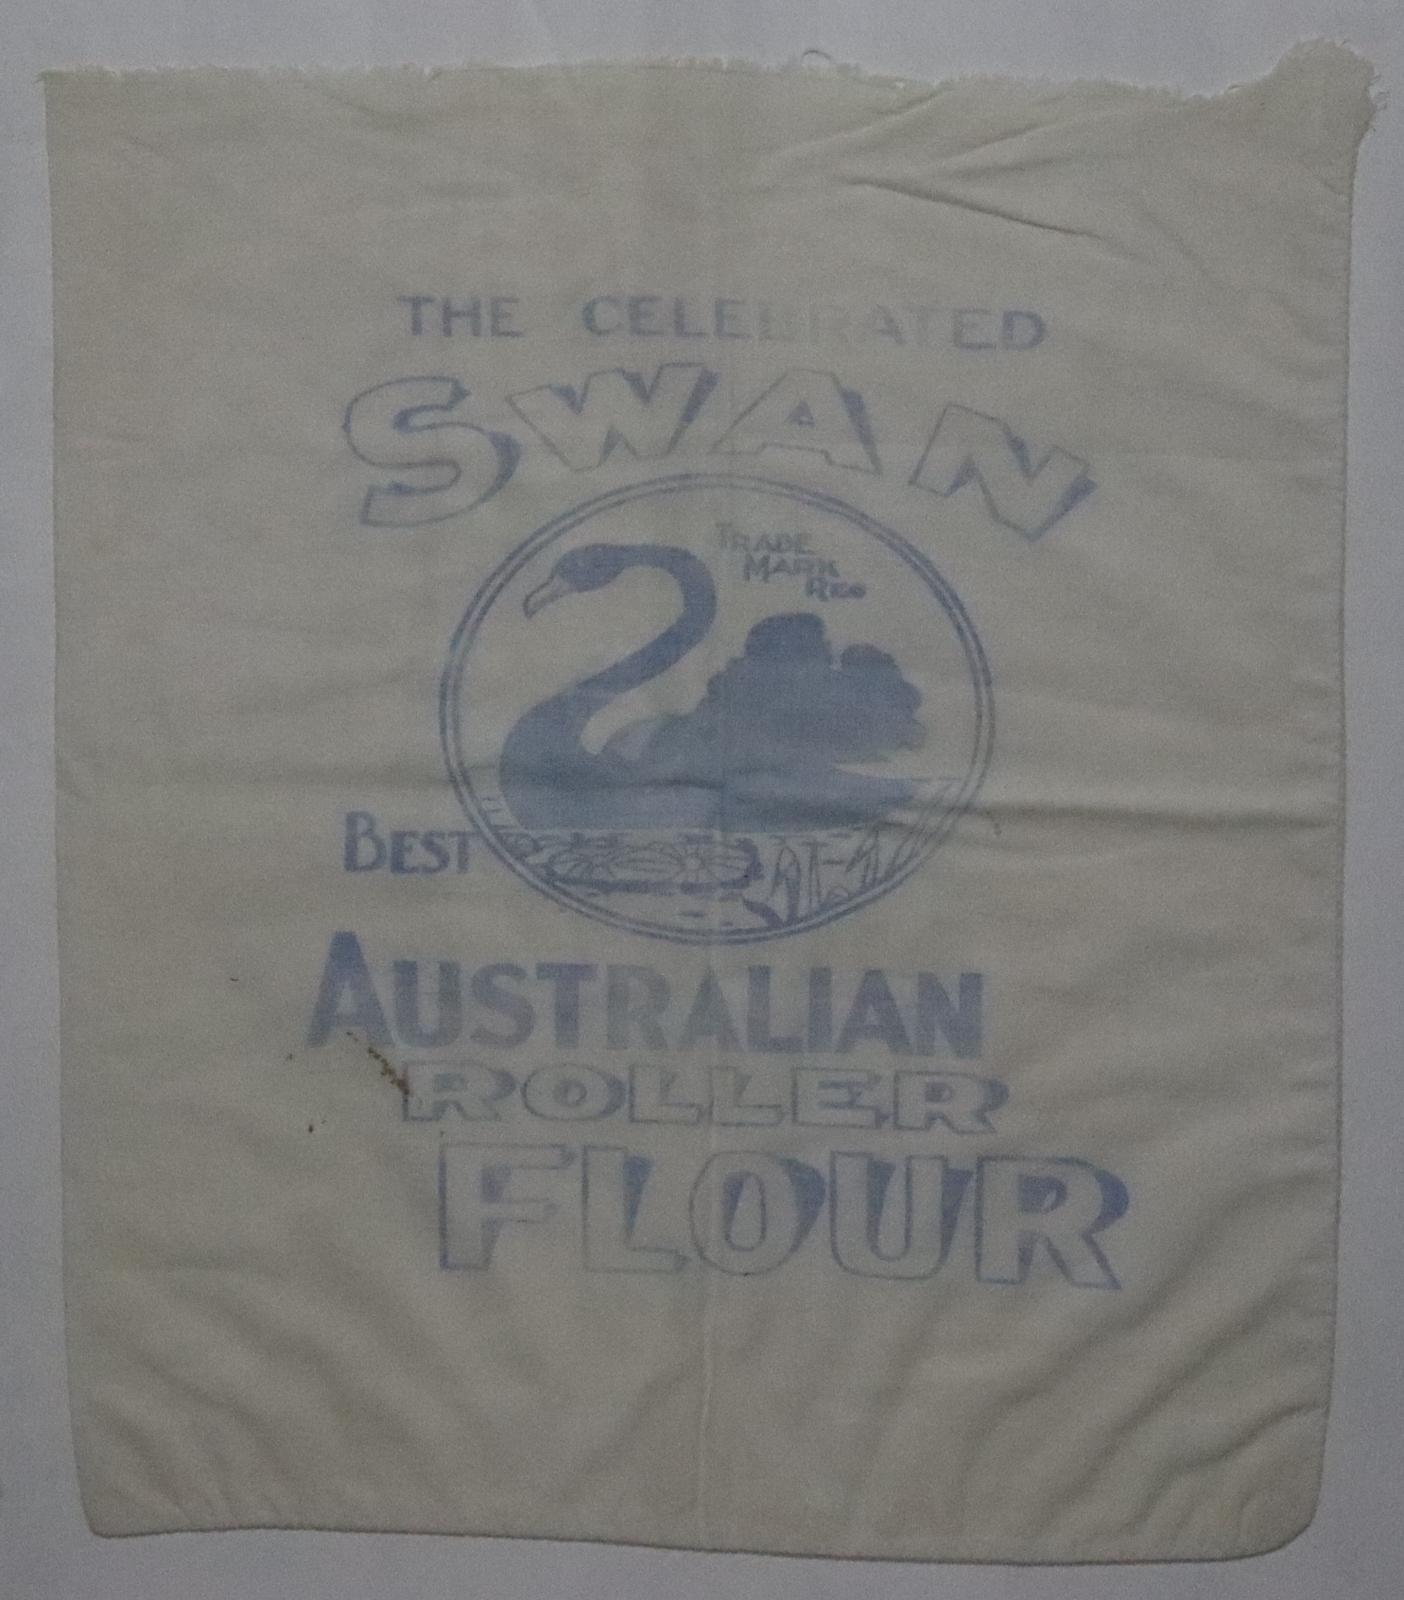 THE CELEBRATED
SWAN
TRADE
MARK
REG
BEST
AUSTRALIAN
ROLLER
FLOUR